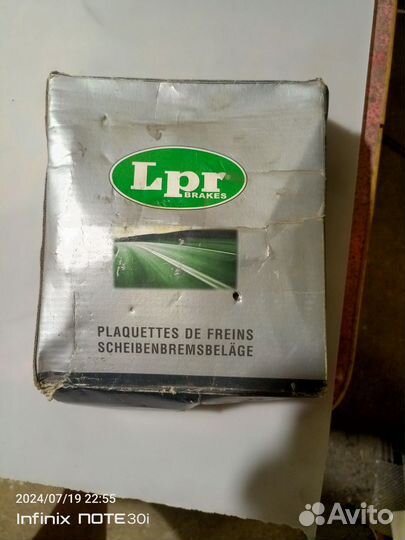 Lpr
BRAKES
PLAQUETTES DE FREINS
SCHEIBENBREMSBELÄGE
2024/07/19 22:55
Infinix NOTE30i
Avito